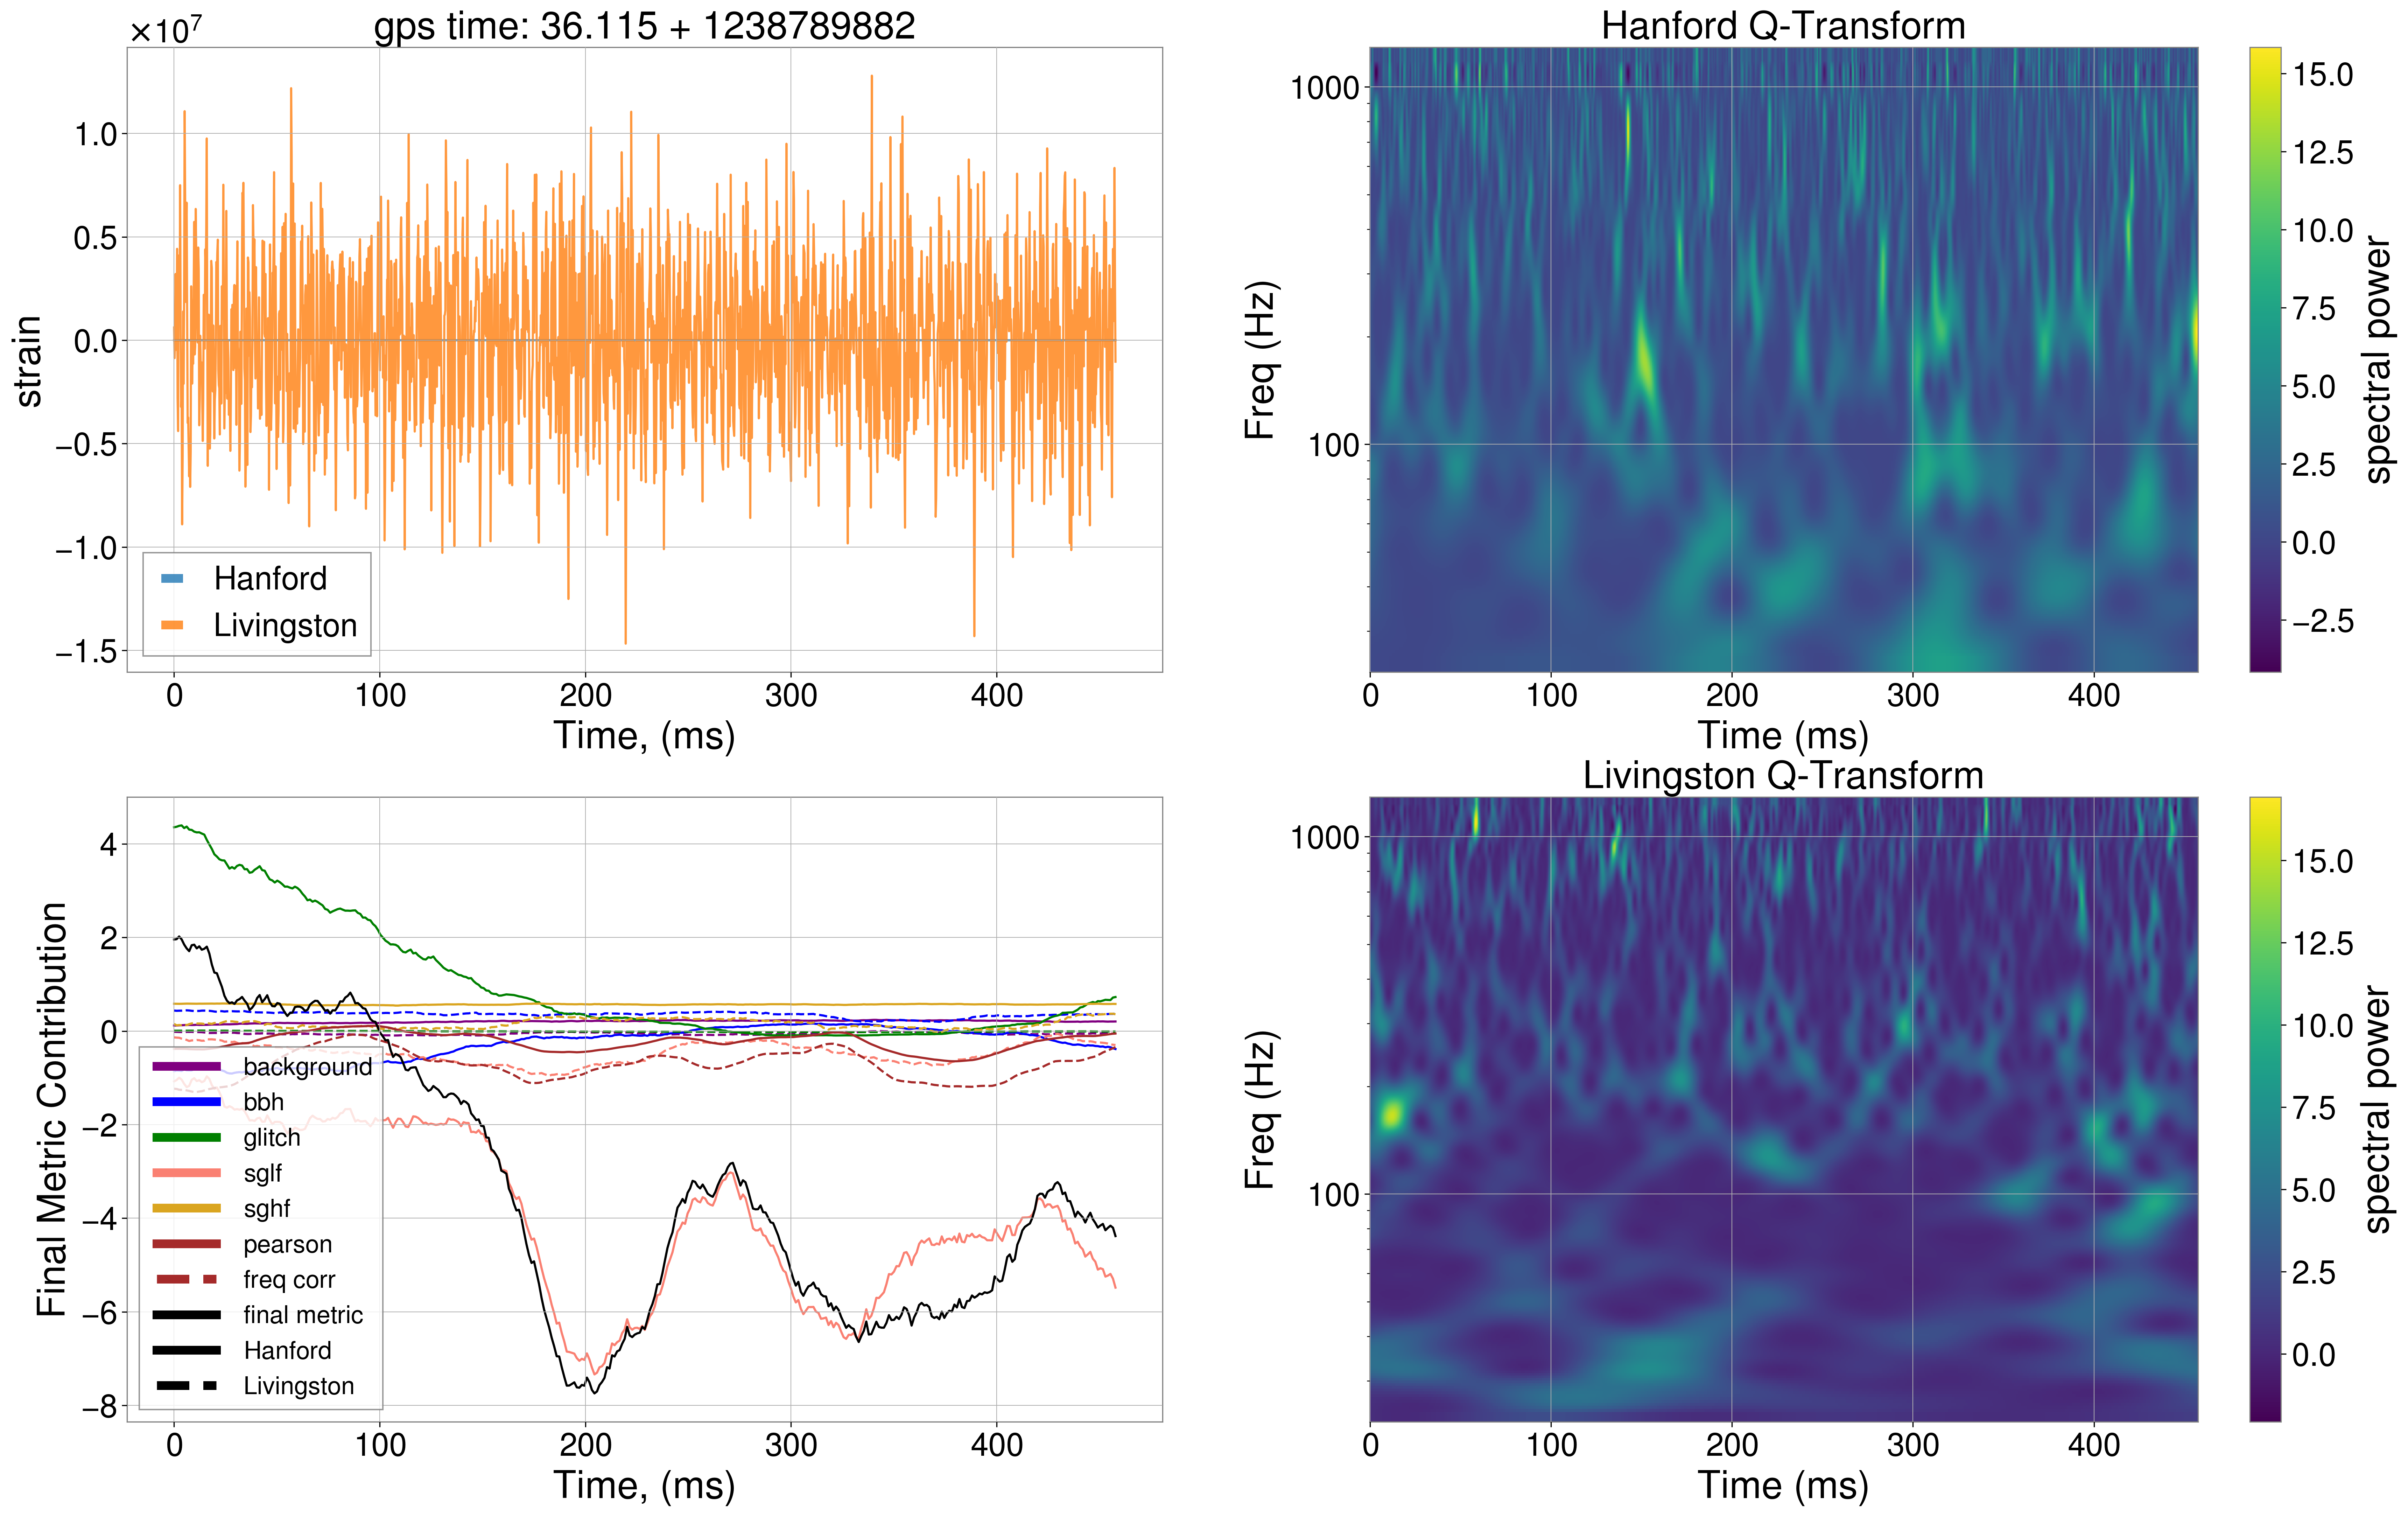 ×10⁷
gps time: 36.115 + 1238789882
1.0
0.5
0.0
−0.5
−1.0
−1.5
strain
Hanford
Livingston
0 100 200 300 400
Time, (ms)
Hanford Q-Transform
1000
100
Freq (Hz)
0 100 200 300 400
Time (ms)
15.0
12.5
10.0
7.5
5.0
2.5
0.0
−2.5
spectral power
4
2
0
−2
−4
−6
−8
Final Metric Contribution
background
bbh
glitch
sglf
sghf
pearson
freq corr
final metric
Hanford
Livingston
0 100 200 300 400
Time, (ms)
Livingston Q-Transform
1000
100
Freq (Hz)
0 100 200 300 400
Time (ms)
15.0
12.5
10.0
7.5
5.0
2.5
0.0
spectral power